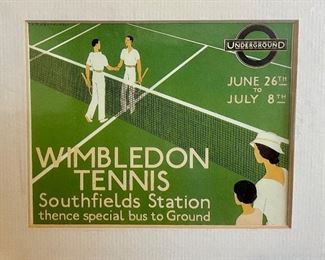 UNDERGROUND
JUNE 26TH
TO
JULY 8TH
WIMBLEDON
TENNIS
Southfields Station
thence special bus to Ground